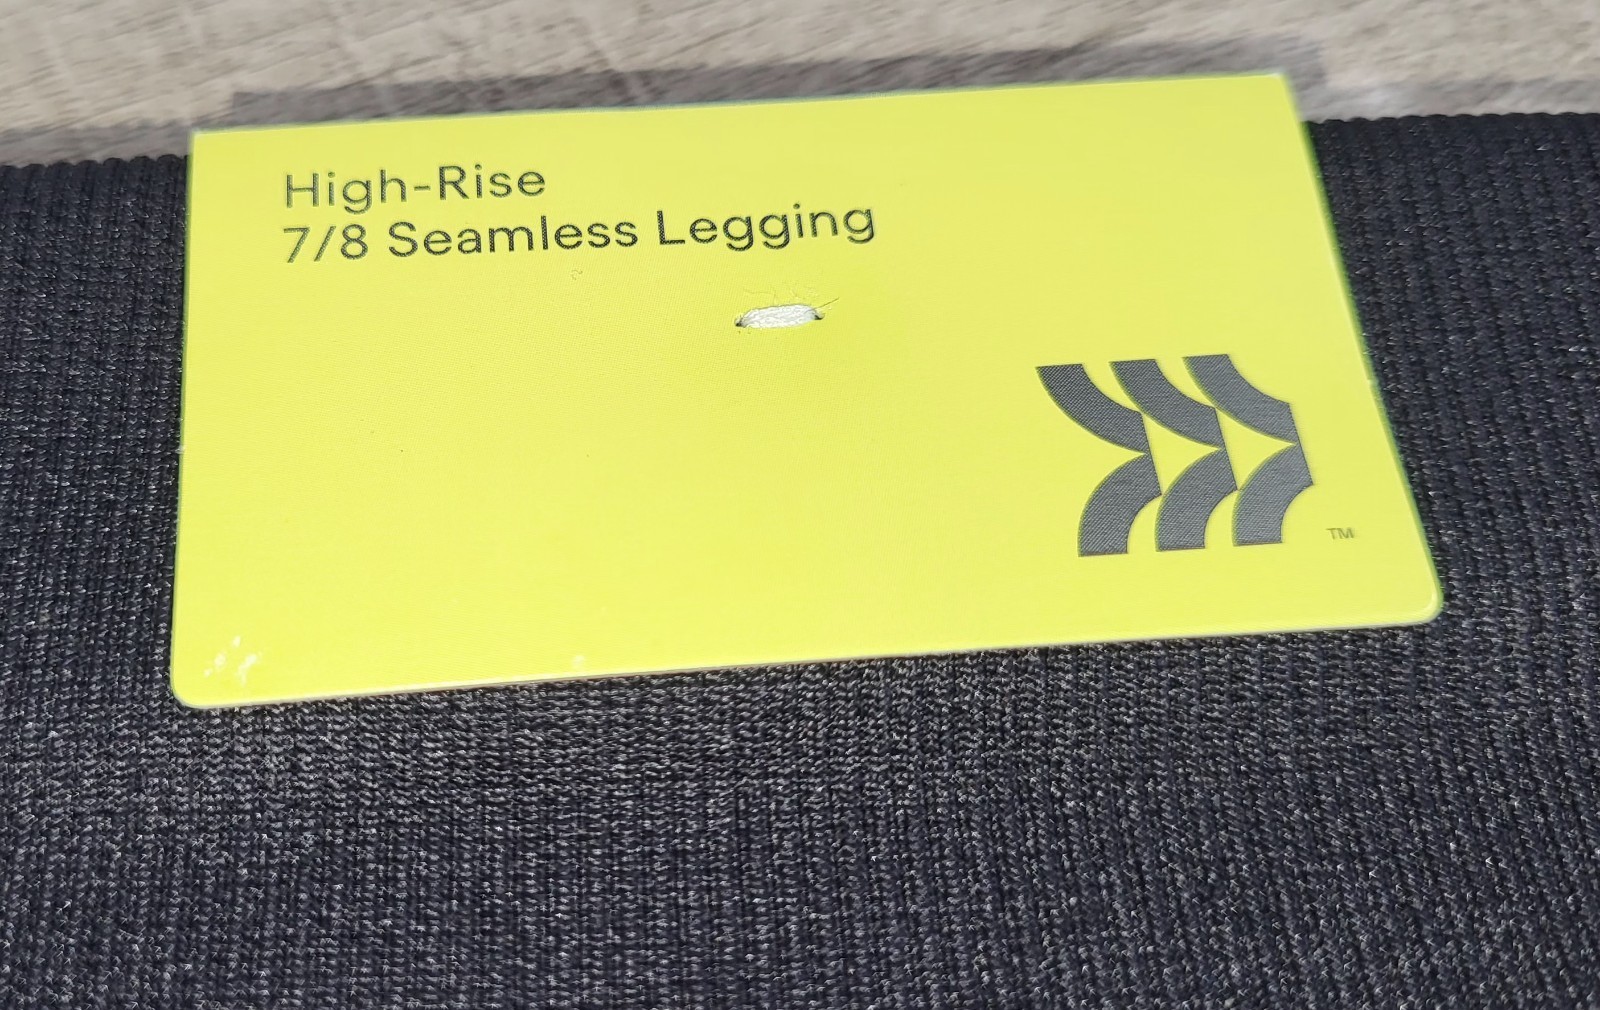 High-Rise
7/8 Seamless Legging
TM